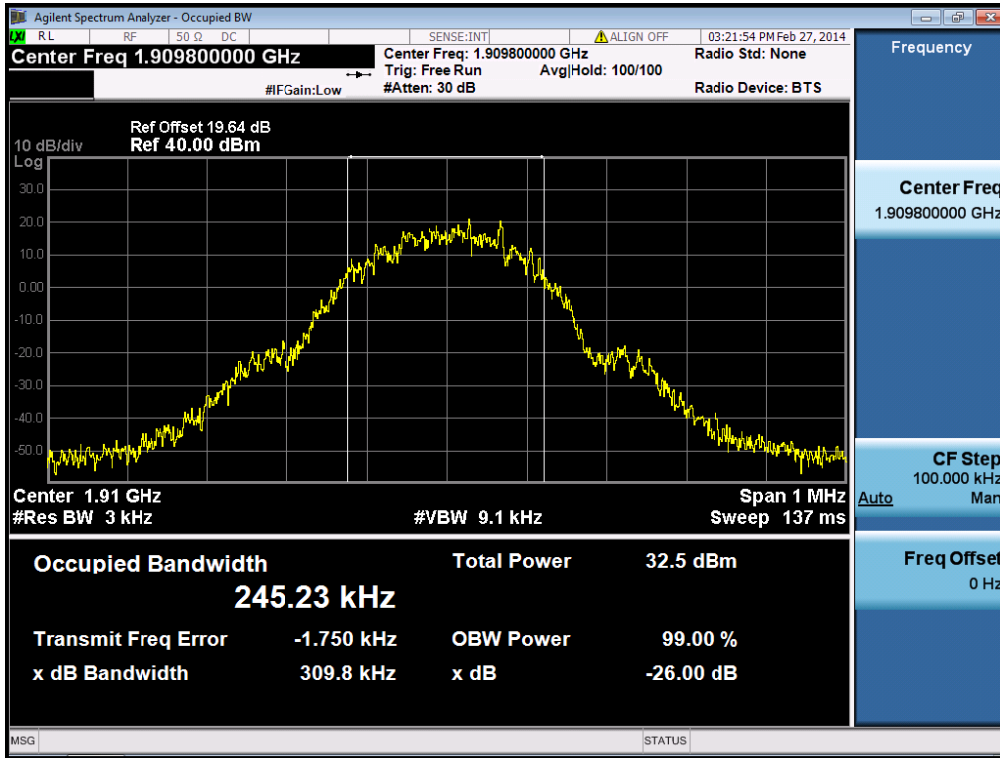 Agilent Spectrum Analyzer - Occupied BW
LXI RL RF 50 Ω DC SENSE:INT ALIGN OFF 03:21:54 PM Feb 27, 2014
Center Freq 1.909800000 GHz
Center Freq: 1.909800000 GHz Radio Std: None
Trig: Free Run Avg|Hold: 100/100
#IFGain:Low #Atten: 30 dB Radio Device: BTS
Ref Offset 19.64 dB
10 dB/div Ref 40.00 dBm
Log
30.0
20.0
10.0
0.00
-10.0
-20.0
-30.0
-40.0
-50.0
Center 1.91 GHz Span 1 MHz
#Res BW 3 kHz #VBW 9.1 kHz Sweep 137 ms
Occupied Bandwidth Total Power 32.5 dBm
245.23 kHz
Transmit Freq Error -1.750 kHz OBW Power 99.00 %
x dB Bandwidth 309.8 kHz x dB -26.00 dB
MSG STATUS
Frequency
Center Freq
1.909800000 GHz
CF Step
100.000 kHz
Auto Man
Freq Offset
0 Hz